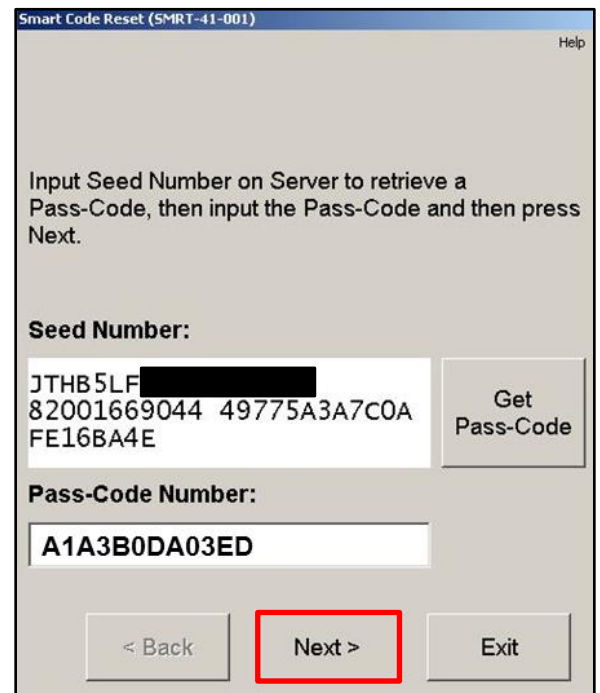 Smart Code Reset (SMRT-41-001)
Help
Input Seed Number on Server to retrieve a
Pass-Code, then input the Pass-Code and then press
Next.
Seed Number:
JTHB5LF
82001669044 49775A3A7C0A
FE16BA4E
Get
Pass-Code
Pass-Code Number:
A1A3B0DA03ED
< Back
Next >
Exit